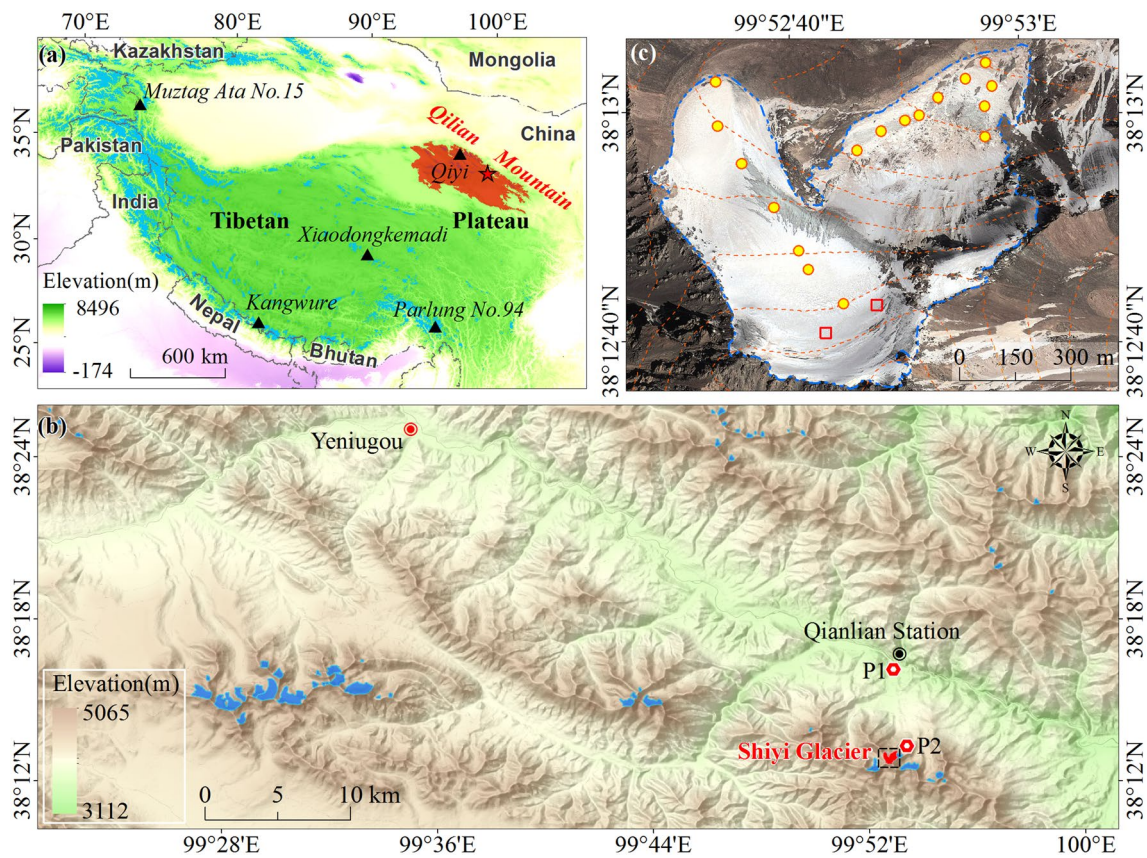 70°E
80°E
90°E
100°E
(a)
Kazakhstan
Mongolia
Muztag Ata No.15
35°N
China
Qilian Mountain
Pakistan
Qiyi
India
Tibetan Plateau
30°N
Xiaodongkemadi
Elevation(m)
8496
-174
Kangwure
Parlung No.94
Nepal
Bhutan
25°N
600 km
99°52'40"E
99°53'E
(c)
38°13'N
38°13'N
38°12'40"N
38°12'40"N
0 150 300 m
(b)
Yeniugou
N
W E
S
38°24'N
38°24'N
38°18'N
38°18'N
Qianlian Station
P1
Elevation(m)
5065
3112
Shiyi Glacier
P2
38°12'N
38°12'N
0 5 10 km
99°28'E
99°36'E
99°44'E
99°52'E
100°E